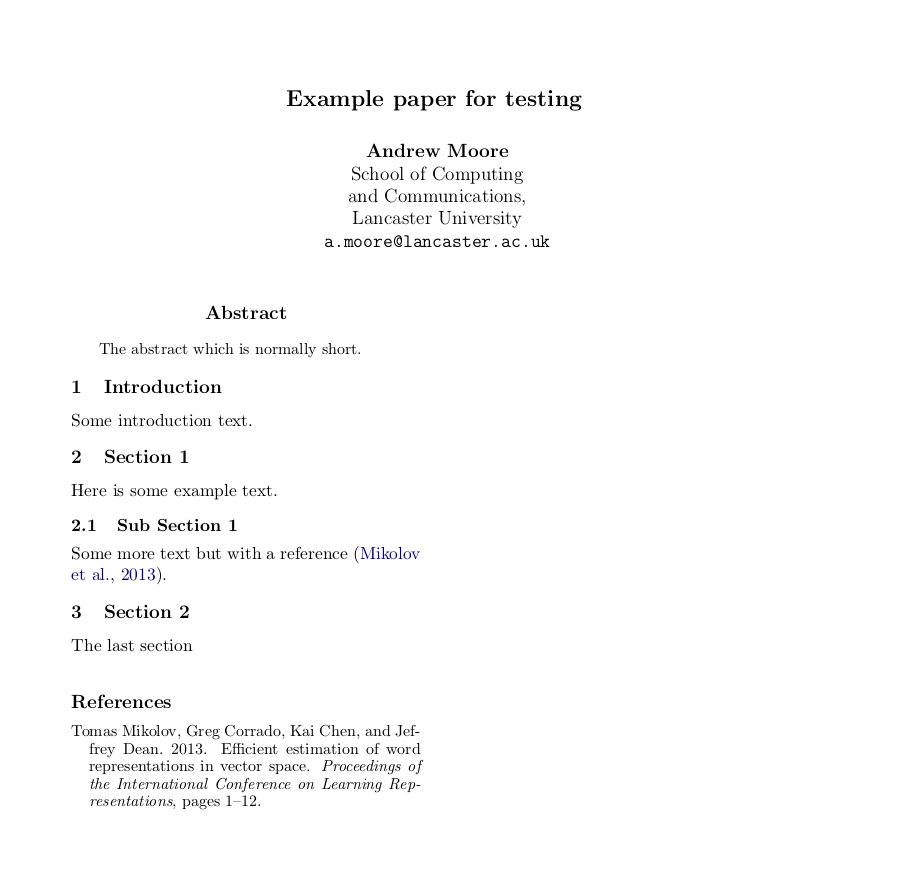 Example paper for testing
Andrew Moore
School of Computing
and Communications,
Lancaster University
a.moore@lancaster.ac.uk
Abstract
The abstract which is normally short.
1 Introduction
Some introduction text.
2 Section 1
Here is some example text.
2.1 Sub Section 1
Some more text but with a reference (Mikolov
et al., 2013).
3 Section 2
The last section
References
Tomas Mikolov, Greg Corrado, Kai Chen, and Jef-
frey Dean. 2013. Efficient estimation of word
representations in vector space. Proceedings of
the International Conference on Learning Rep-
resentations, pages 1–12.